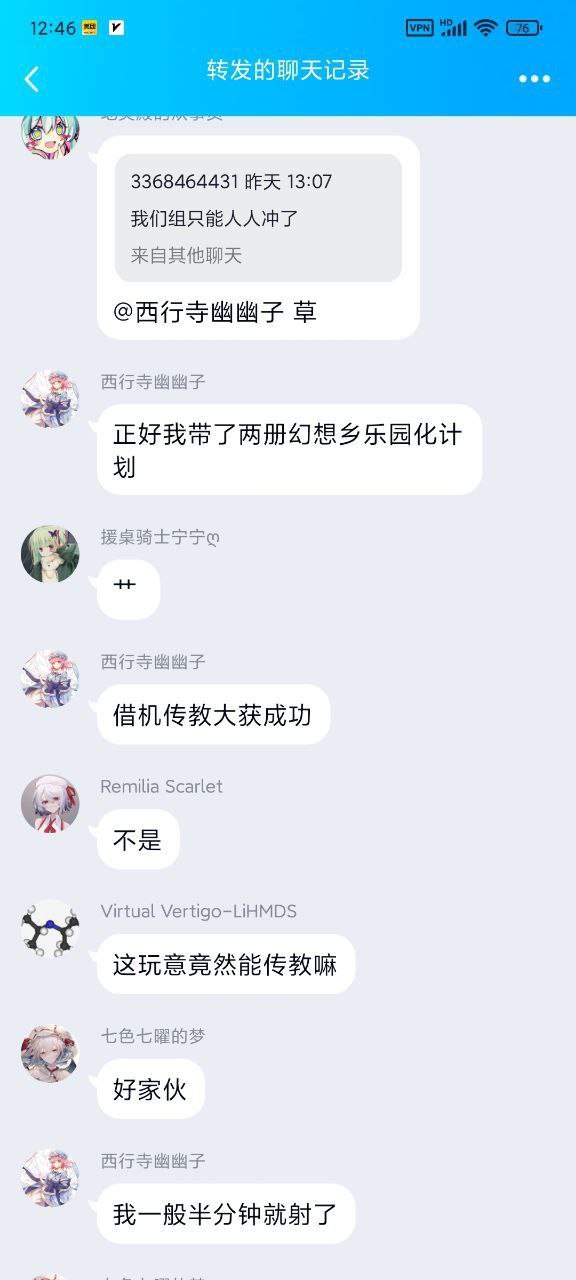 12:46
VPN
HD
76
转发的聊天记录
3368464431 昨天 13:07
我们组只能人人冲了
来自其他聊天
@西行寺幽幽子 草
西行寺幽幽子
正好我带了两册幻想乡乐园化计
划
援桌骑士宁宁ღ
艹
西行寺幽幽子
借机传教大获成功
Remilia Scarlet
不是
Virtual Vertigo-LiHMDS
这玩意竟然能传教嘛
七色七曜的梦
好家伙
西行寺幽幽子
我一般半分钟就射了